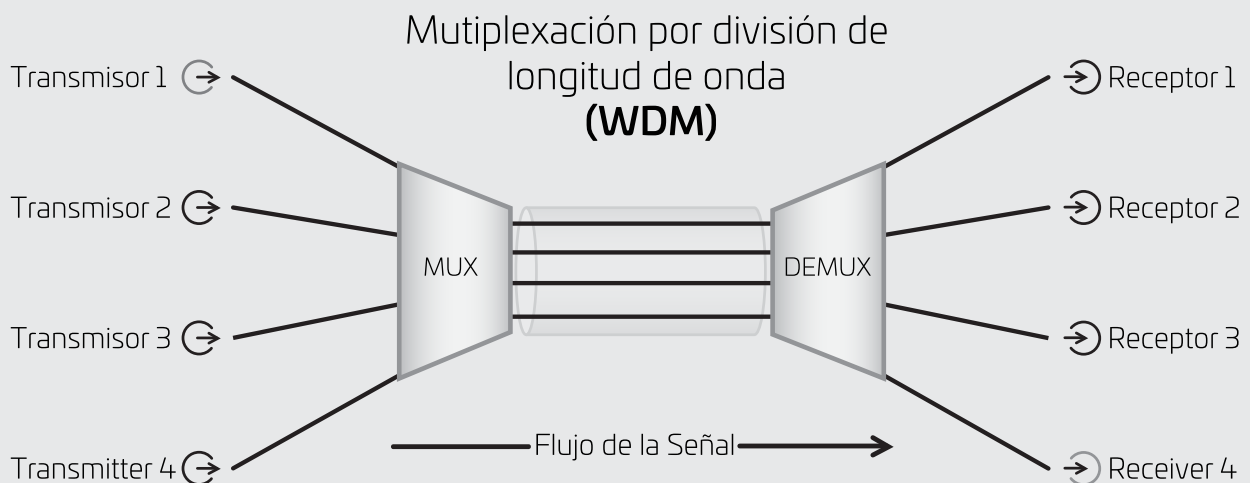 Mutiplexación por división de
longitud de onda
(WDM)
Transmisor 1
Receptor 1
Transmisor 2
Receptor 2
MUX
DEMUX
Transmisor 3
Receptor 3
Flujo de la Señal
Transmitter 4
Receiver 4